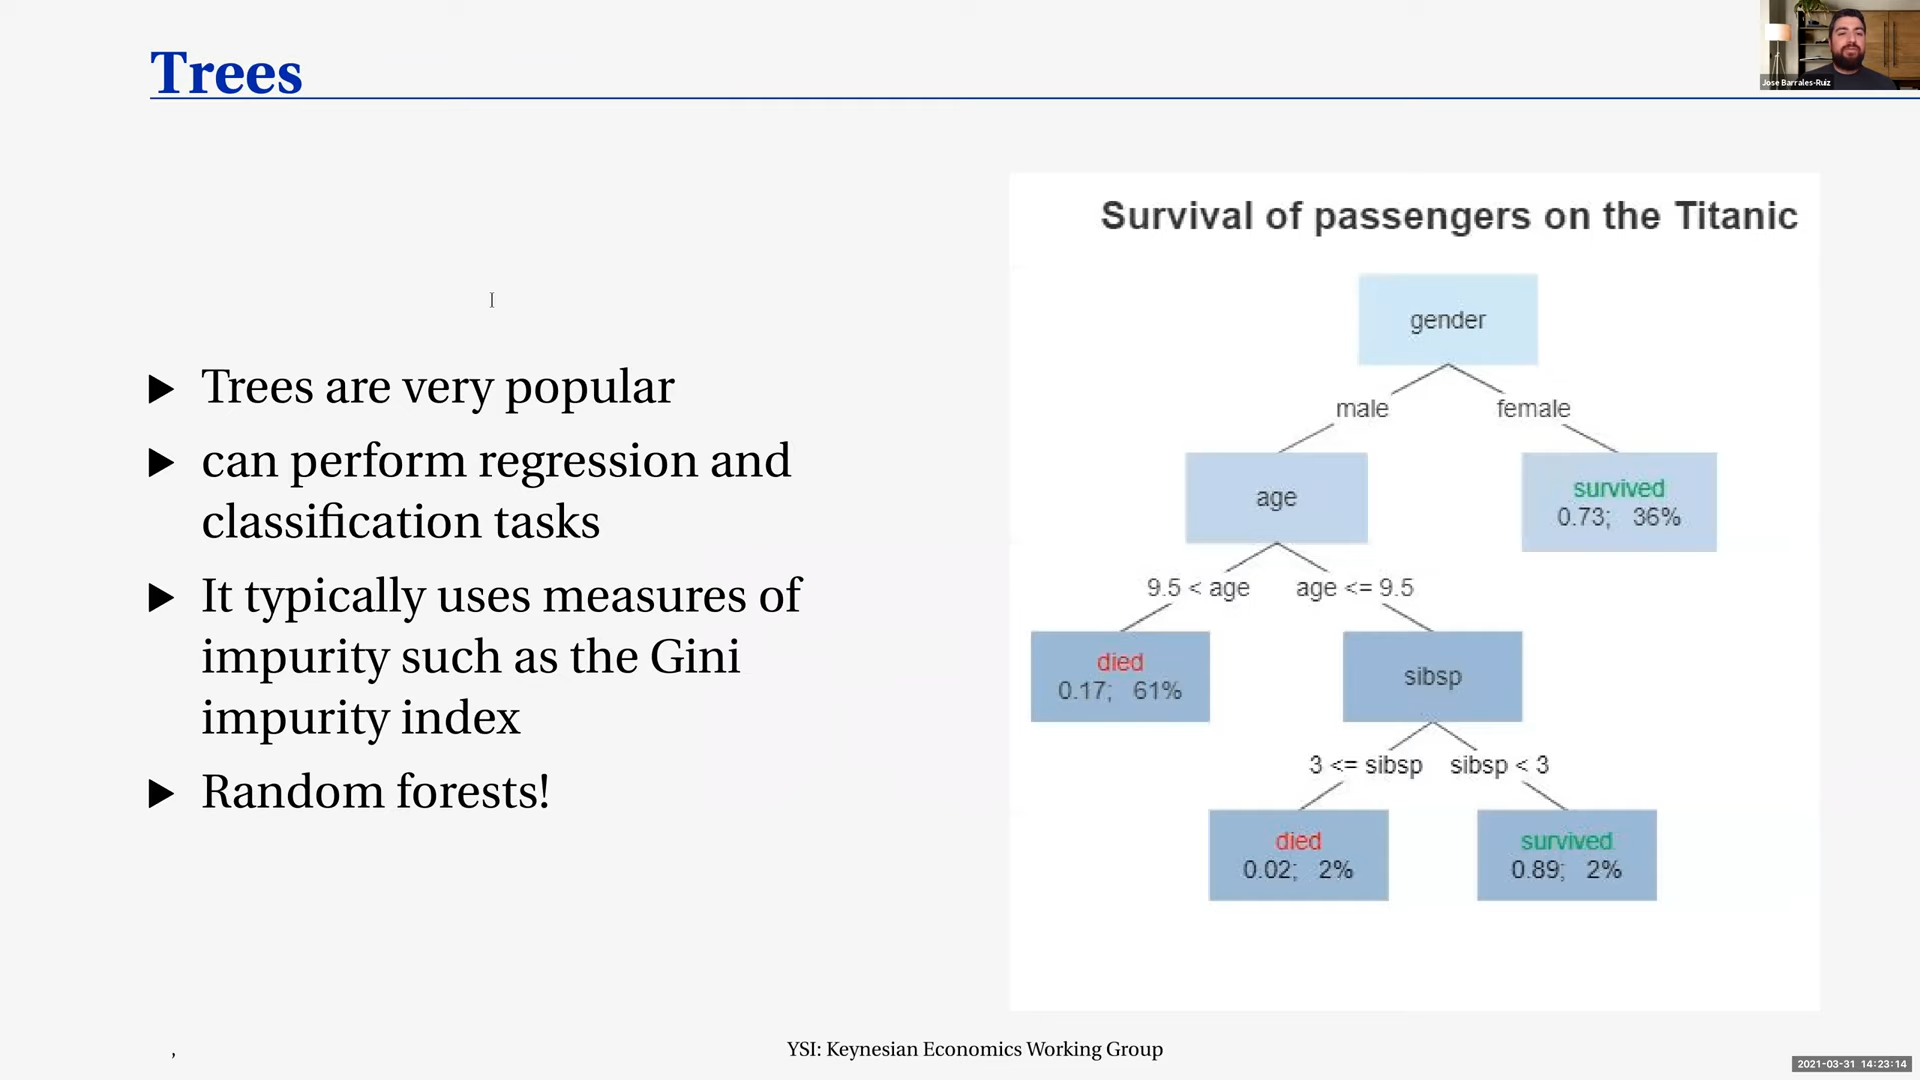 Trees
Jose Barrales-Ruiz
▶ Trees are very popular
▶ can perform regression and
classification tasks
▶ It typically uses measures of
impurity such as the Gini
impurity index
▶ Random forests!
Survival of passengers on the Titanic
gender
male female
age
survived
0.73; 36%
9.5 < age age <= 9.5
died
0.17; 61%
sibsp
3 <= sibsp sibsp < 3
died
0.02; 2%
survived
0.89; 2%
,
YSI: Keynesian Economics Working Group
2021-03-31 14:23:14